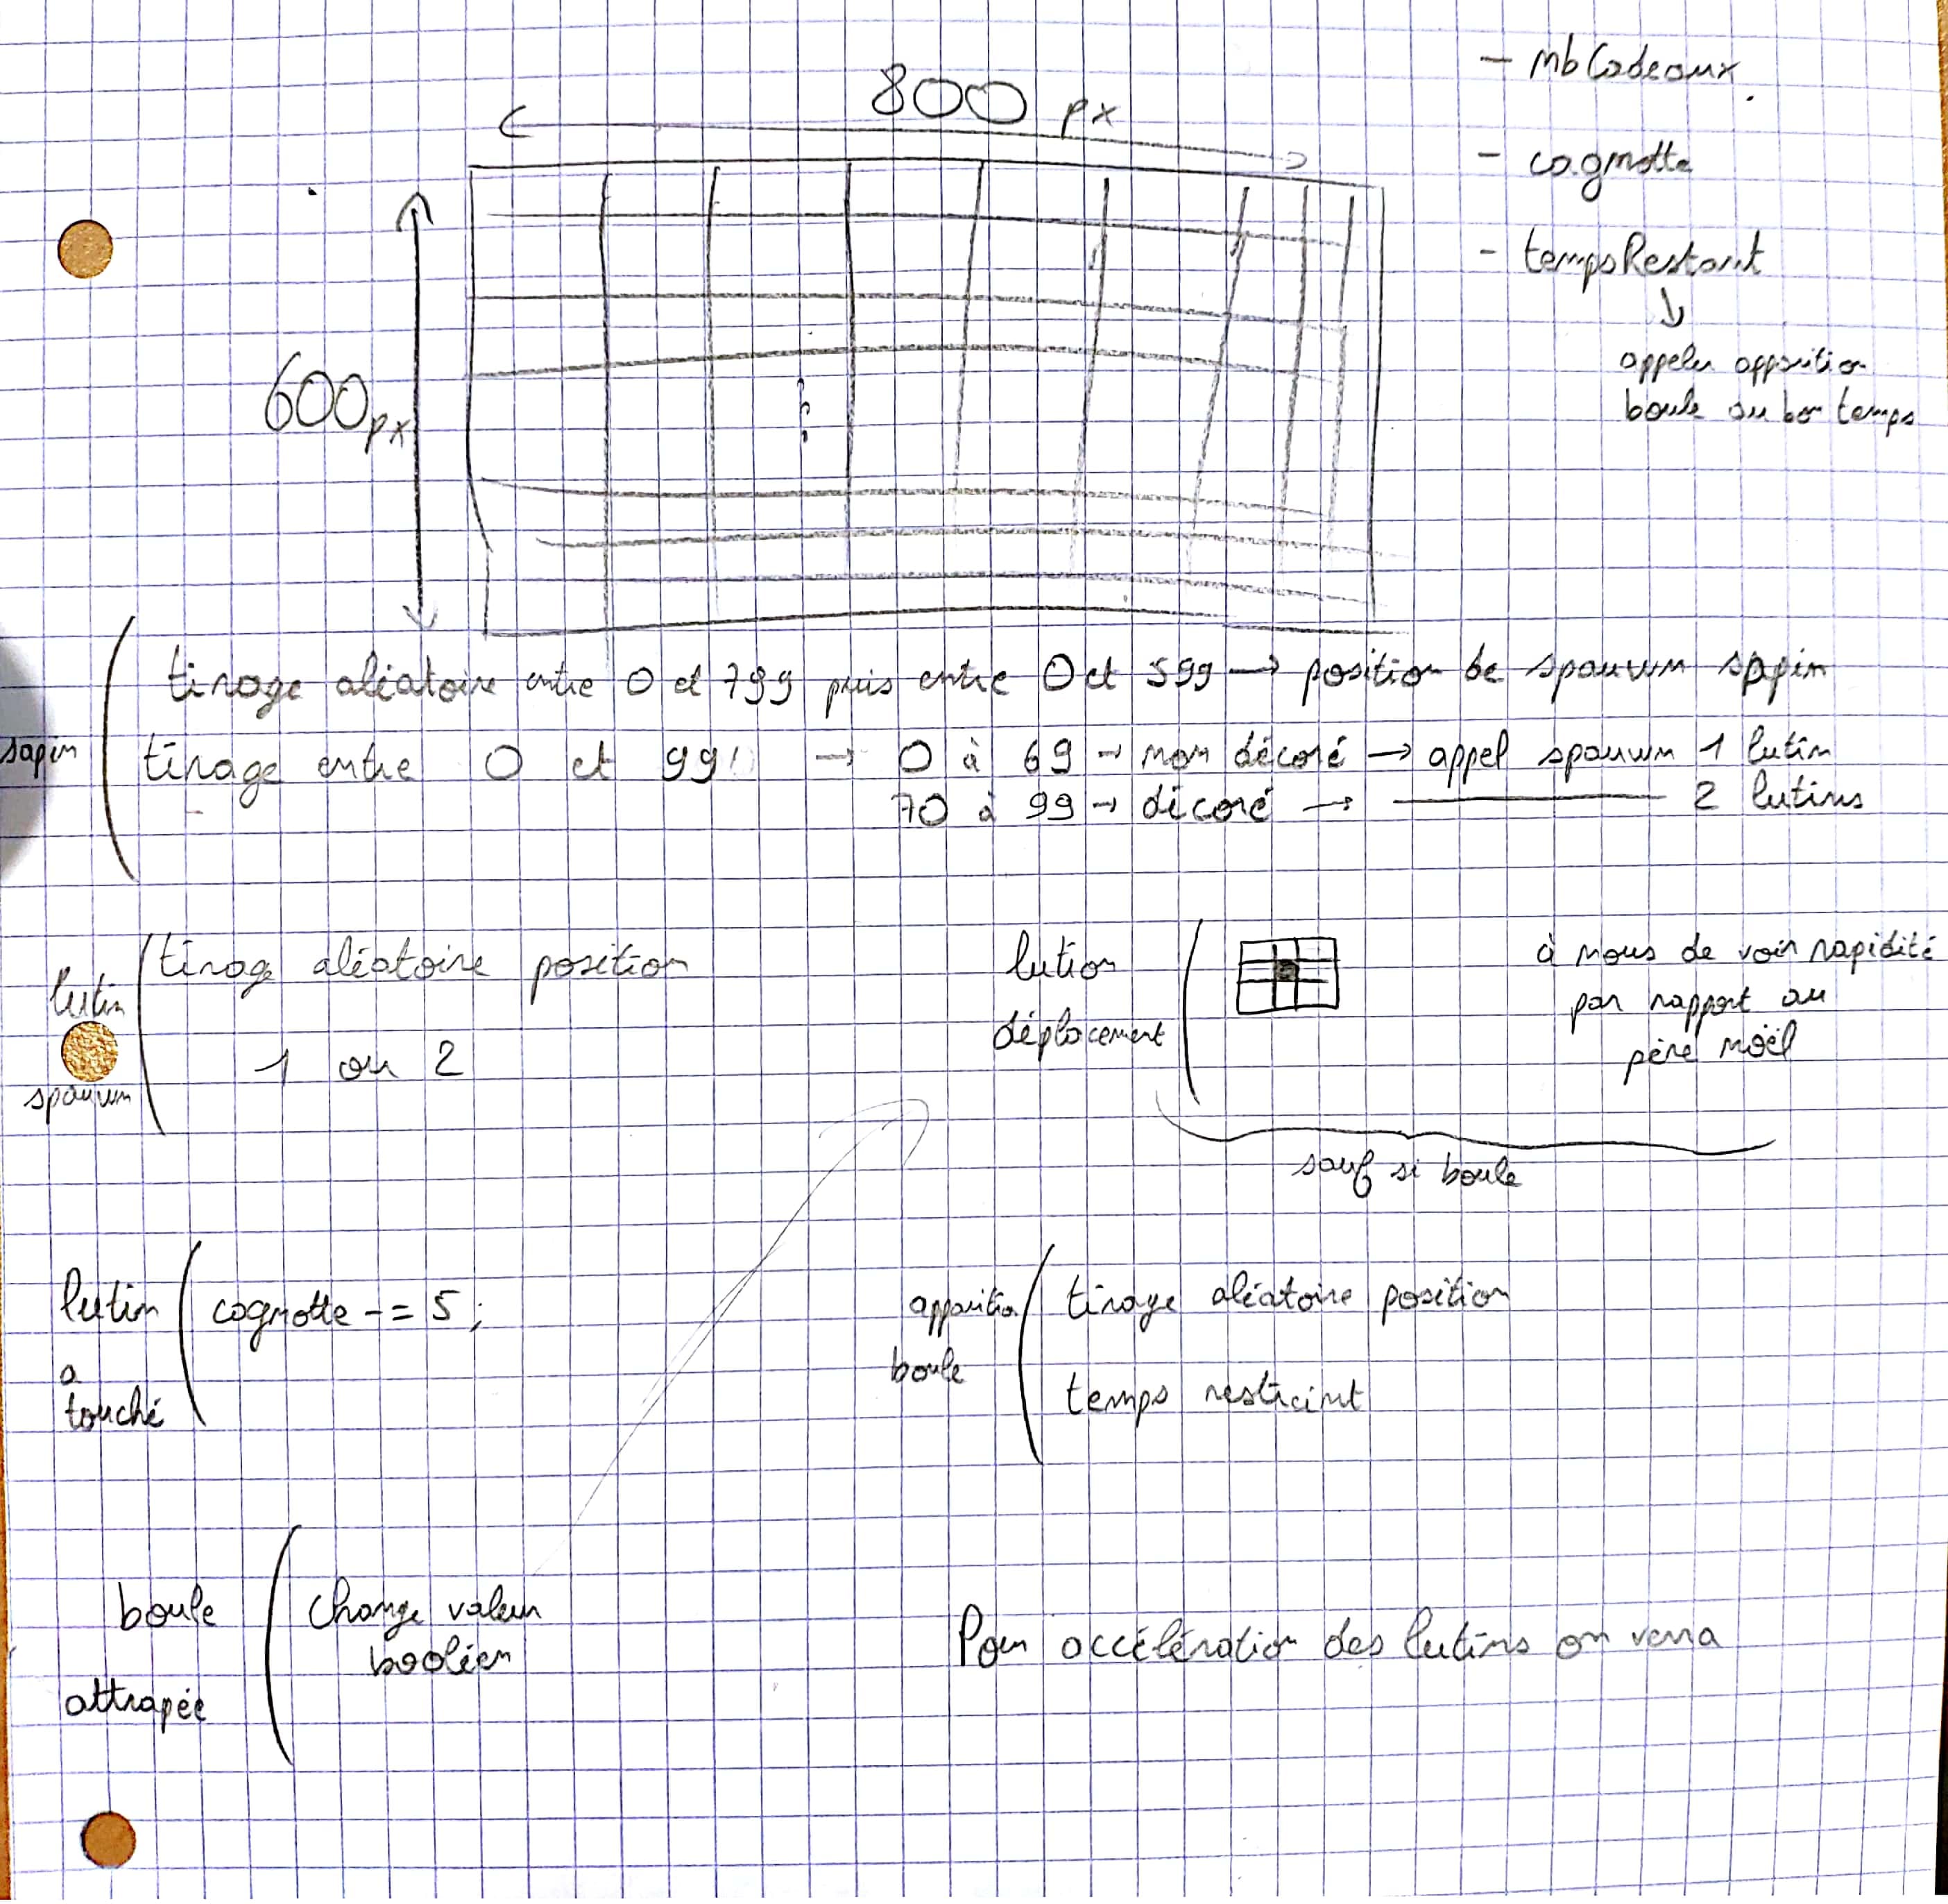 800 px
- nbCadeaux
- cagnotte
- tempsRestant
↓
appeler apparition
boule au bon temps
600px
sapin
tirage aléatoire entre 0 et 799 puis entre 0 et 599 → position de spawn sapin
tirage entre 0 et 99 → 0 à 69 → non décoré → appel spawn 1 lutin
70 à 99 → décoré → 2 lutins
lutin
spawn
tirage aléatoire position
1 ou 2
lution
déplacement
à nous de voir rapidité
par rapport au
père noël
sauf si boule
lutin
a
touché
cagnotte -= 5;
apparition
boule
tirage aléatoire position
temps restreint
boule
attrapée
change valeur
booléen
Pour accélération des lutins on verra